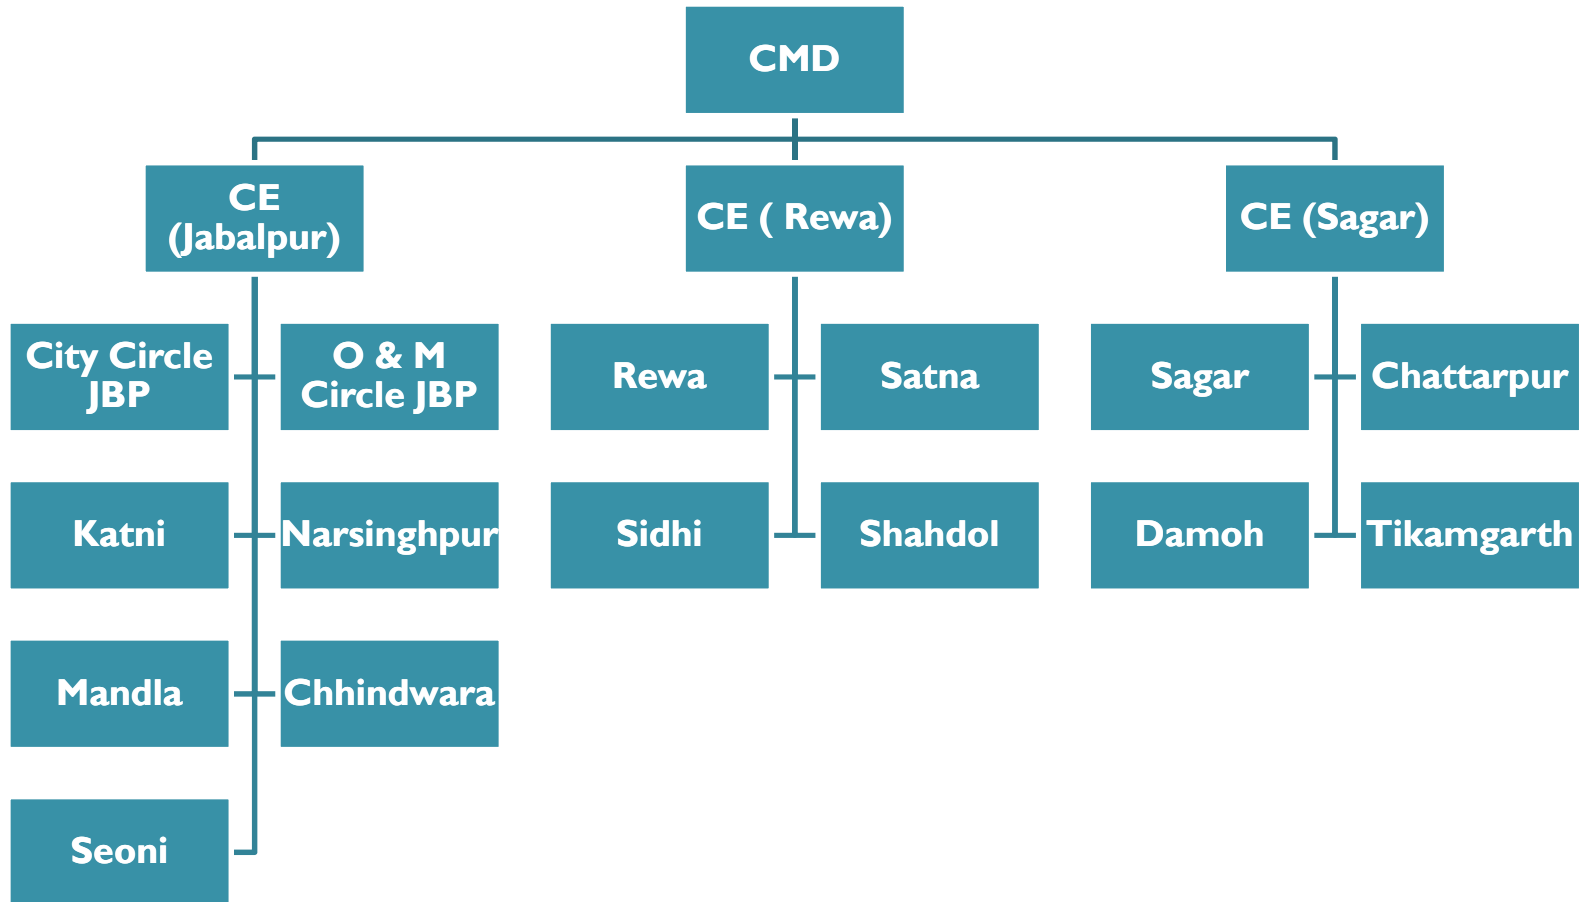 CMD
CE
(Jabalpur)
CE ( Rewa)
CE (Sagar)
City Circle
JBP
O & M
Circle JBP
Rewa
Satna
Sagar
Chattarpur
Katni
Narsinghpur
Sidhi
Shahdol
Damoh
Tikamgarth
Mandla
Chhindwara
Seoni